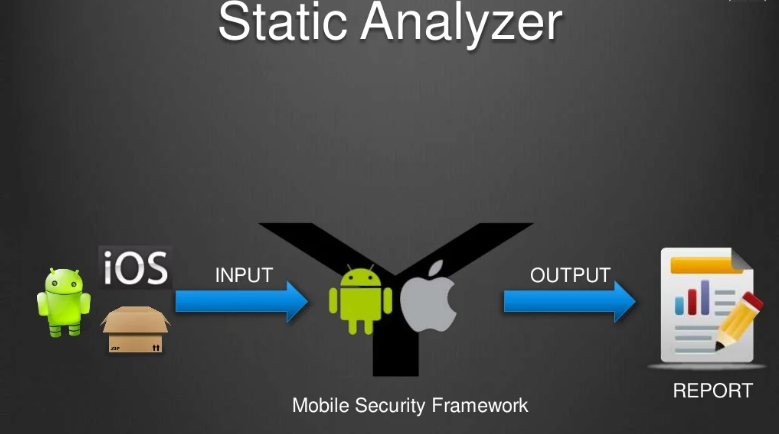 Static Analyzer
iOS
INPUT
OUTPUT
Mobile Security Framework
REPORT